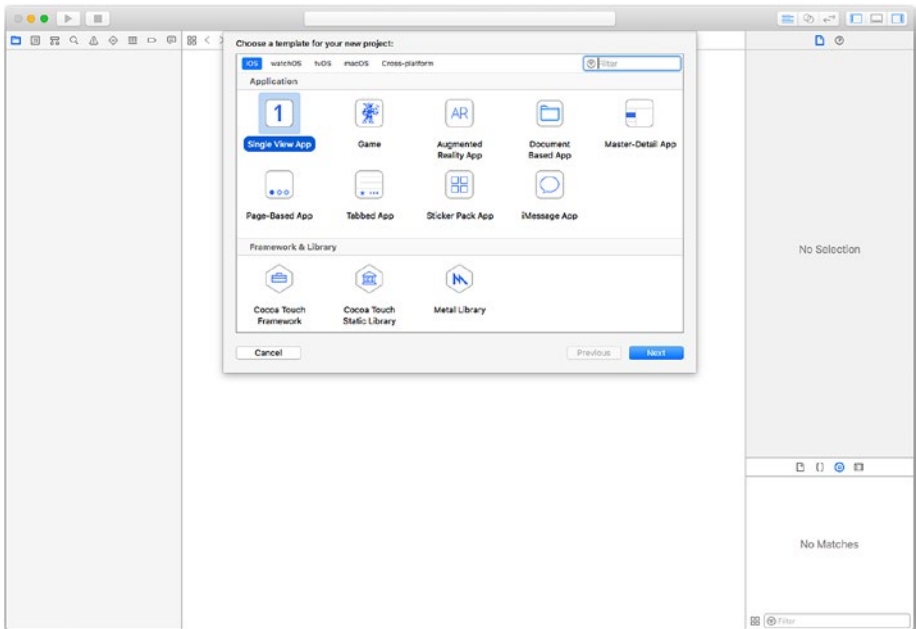 Choose a template for your new project:
iOS watchOS tvOS macOS Cross-platform Filter
Application
1 AR
Single View App Game Augmented Reality App Document Based App Master-Detail App
Page-Based App Tabbed App Sticker Pack App iMessage App
Framework & Library
Cocoa Touch Framework Cocoa Touch Static Library Metal Library
Cancel Previous Next
No Selection
No Matches
Filter